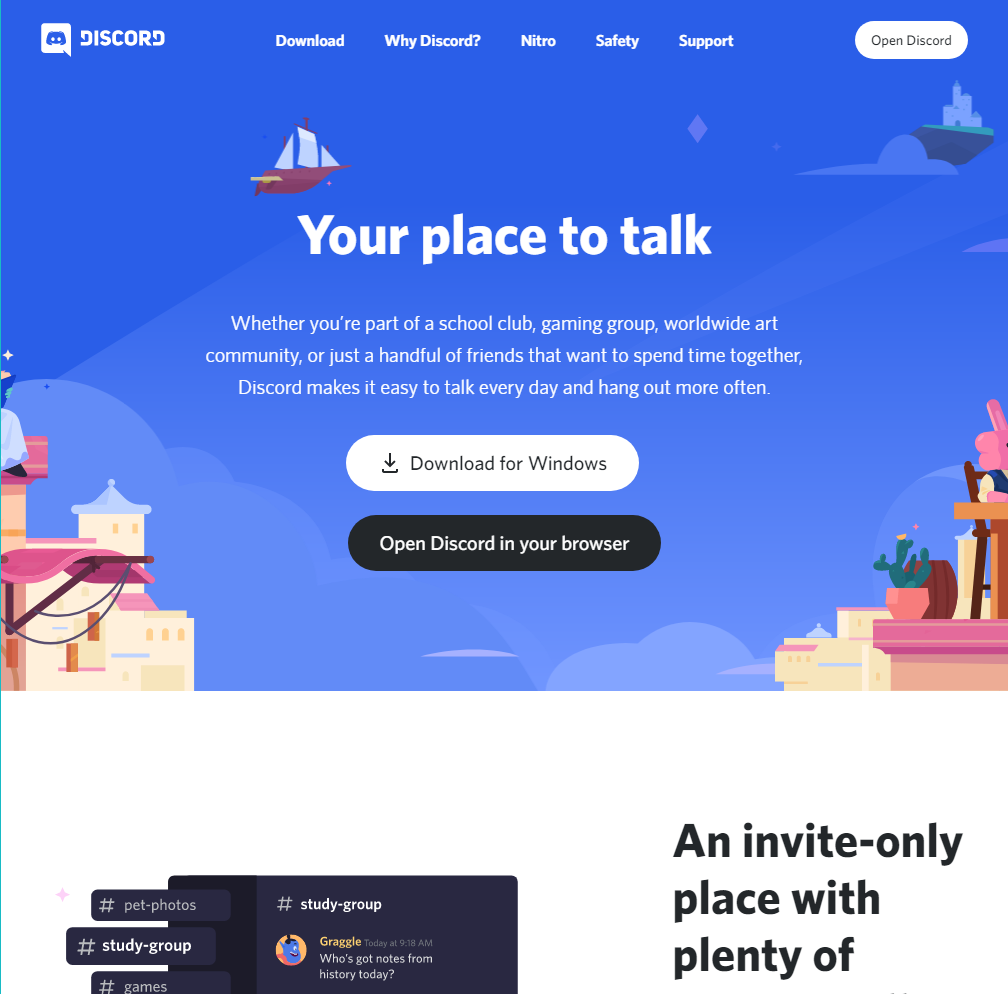 DISCORD
Download
Why Discord?
Nitro
Safety
Support
Open Discord
Your place to talk
Whether you’re part of a school club, gaming group, worldwide art
community, or just a handful of friends that want to spend time together,
Discord makes it easy to talk every day and hang out more often.
Download for Windows
Open Discord in your browser
# pet-photos
# study-group
# games
# study-group
Graggle Today at 9:18 AM
Who's got notes from
history today?
An invite-only
place with
plenty of